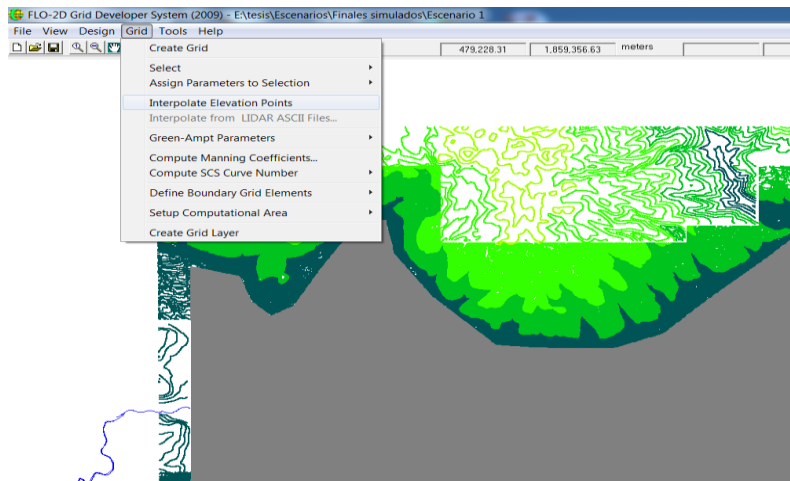 FLO-2D Grid Developer System (2009) - E:\tesis\Escenarios\Finales simulados\Escenario 1
File View Design Grid Tools Help
479,228.31 1,859,356.63 meters
Create Grid
Select
Assign Parameters to Selection
Interpolate Elevation Points
Interpolate from LIDAR ASCII Files...
Green-Ampt Parameters
Compute Manning Coefficients...
Compute SCS Curve Number
Define Boundary Grid Elements
Setup Computational Area
Create Grid Layer